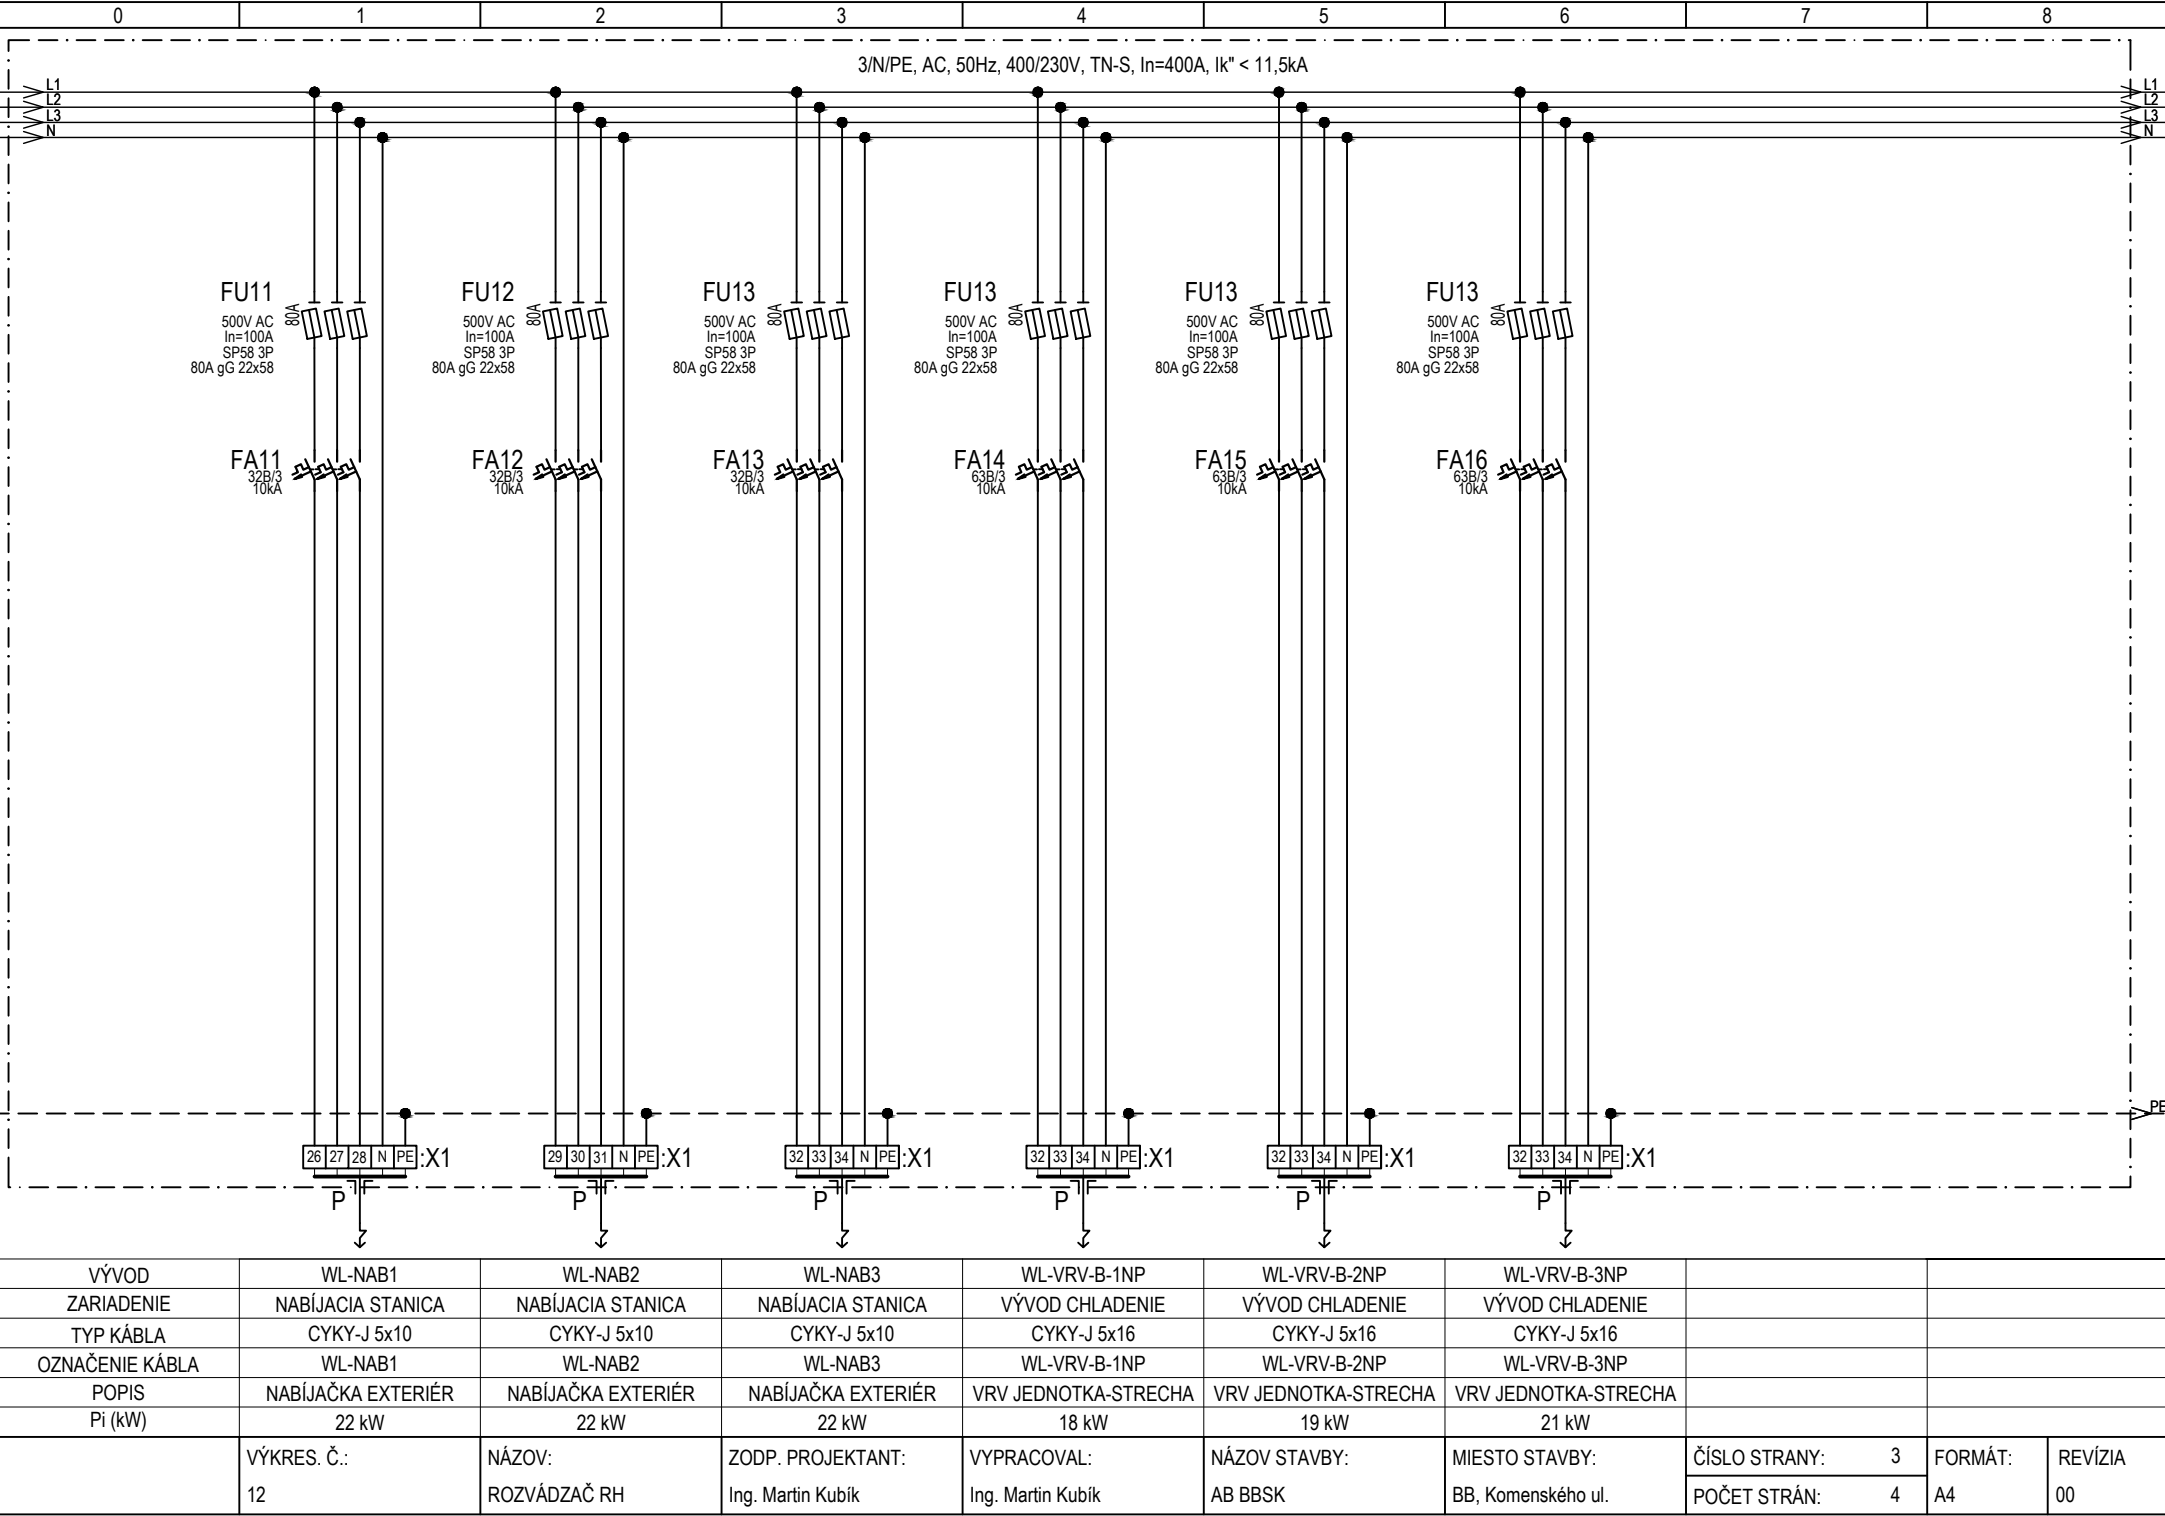 0 1 2 3 4 5 6 7 8
3/N/PE, AC, 50Hz, 400/230V, TN-S, In=400A, Ik" < 11,5kA
L1 L1
L2 L2
L3 L3
N N
FU11 FU12 FU13 FU13 FU13 FU13
80A 80A 80A 80A 80A 80A
500V AC 500V AC 500V AC 500V AC 500V AC 500V AC
In=100A In=100A In=100A In=100A In=100A In=100A
SP58 3P SP58 3P SP58 3P SP58 3P SP58 3P SP58 3P
80A gG 22x58 80A gG 22x58 80A gG 22x58 80A gG 22x58 80A gG 22x58 80A gG 22x58
FA11 FA12 FA13 FA14 FA15 FA16
32B/3 32B/3 32B/3 63B/3 63B/3 63B/3
10kA 10kA 10kA 10kA 10kA 10kA
PE
26 27 28 N PE :X1 29 30 31 N PE :X1 32 33 34 N PE :X1 32 33 34 N PE :X1 32 33 34 N PE :X1 32 33 34 N PE :X1
P P P P P P
VÝVOD WL-NAB1 WL-NAB2 WL-NAB3 WL-VRV-B-1NP WL-VRV-B-2NP WL-VRV-B-3NP
ZARIADENIE NABÍJACIA STANICA NABÍJACIA STANICA NABÍJACIA STANICA VÝVOD CHLADENIE VÝVOD CHLADENIE VÝVOD CHLADENIE
TYP KÁBLA CYKY-J 5x10 CYKY-J 5x10 CYKY-J 5x10 CYKY-J 5x16 CYKY-J 5x16 CYKY-J 5x16
OZNAČENIE KÁBLA WL-NAB1 WL-NAB2 WL-NAB3 WL-VRV-B-1NP WL-VRV-B-2NP WL-VRV-B-3NP
POPIS NABÍJAČKA EXTERIÉR NABÍJAČKA EXTERIÉR NABÍJAČKA EXTERIÉR VRV JEDNOTKA-STRECHA VRV JEDNOTKA-STRECHA VRV JEDNOTKA-STRECHA
Pi (kW) 22 kW 22 kW 22 kW 18 kW 19 kW 21 kW
VÝKRES. Č.: NÁZOV: ZODP. PROJEKTANT: VYPRACOVAL: NÁZOV STAVBY: MIESTO STAVBY: ČÍSLO STRANY: 3 FORMÁT: REVÍZIA
12 ROZVÁDZAČ RH Ing. Martin Kubík Ing. Martin Kubík AB BBSK BB, Komenského ul. POČET STRÁN: 4 A4 00